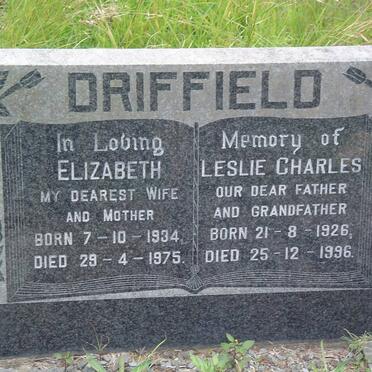 DRIFFIELD
In Loving
ELIZABETH
MY DEAREST WIFE
AND MOTHER
BORN 7-10-1934,
DIED 29-4-1975.
Memory of
LESLIE CHARLES
OUR DEAR FATHER
AND GRANDFATHER
BORN 21-8-1926,
DIED 25-12-1996.